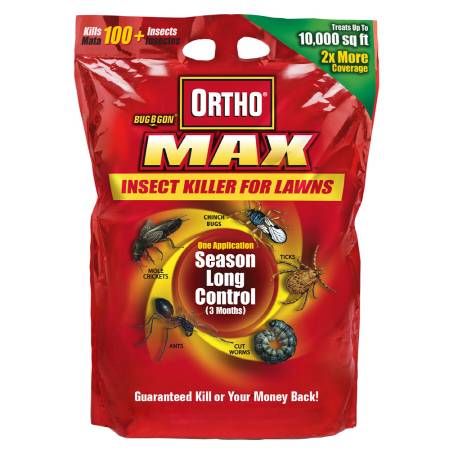 Kills 100+ Insects
Mata Insectos
Treats Up To
10,000 sq ft
2x More
Coverage
ORTHO®
BUG B GON®
MAX
INSECT KILLER FOR LAWNS
CHINCH
BUGS
One Application
Season
Long
Control
(3 Months)
TICKS
MOLE
CRICKETS
ANTS
CUT
WORMS
Guaranteed Kill or Your Money Back!